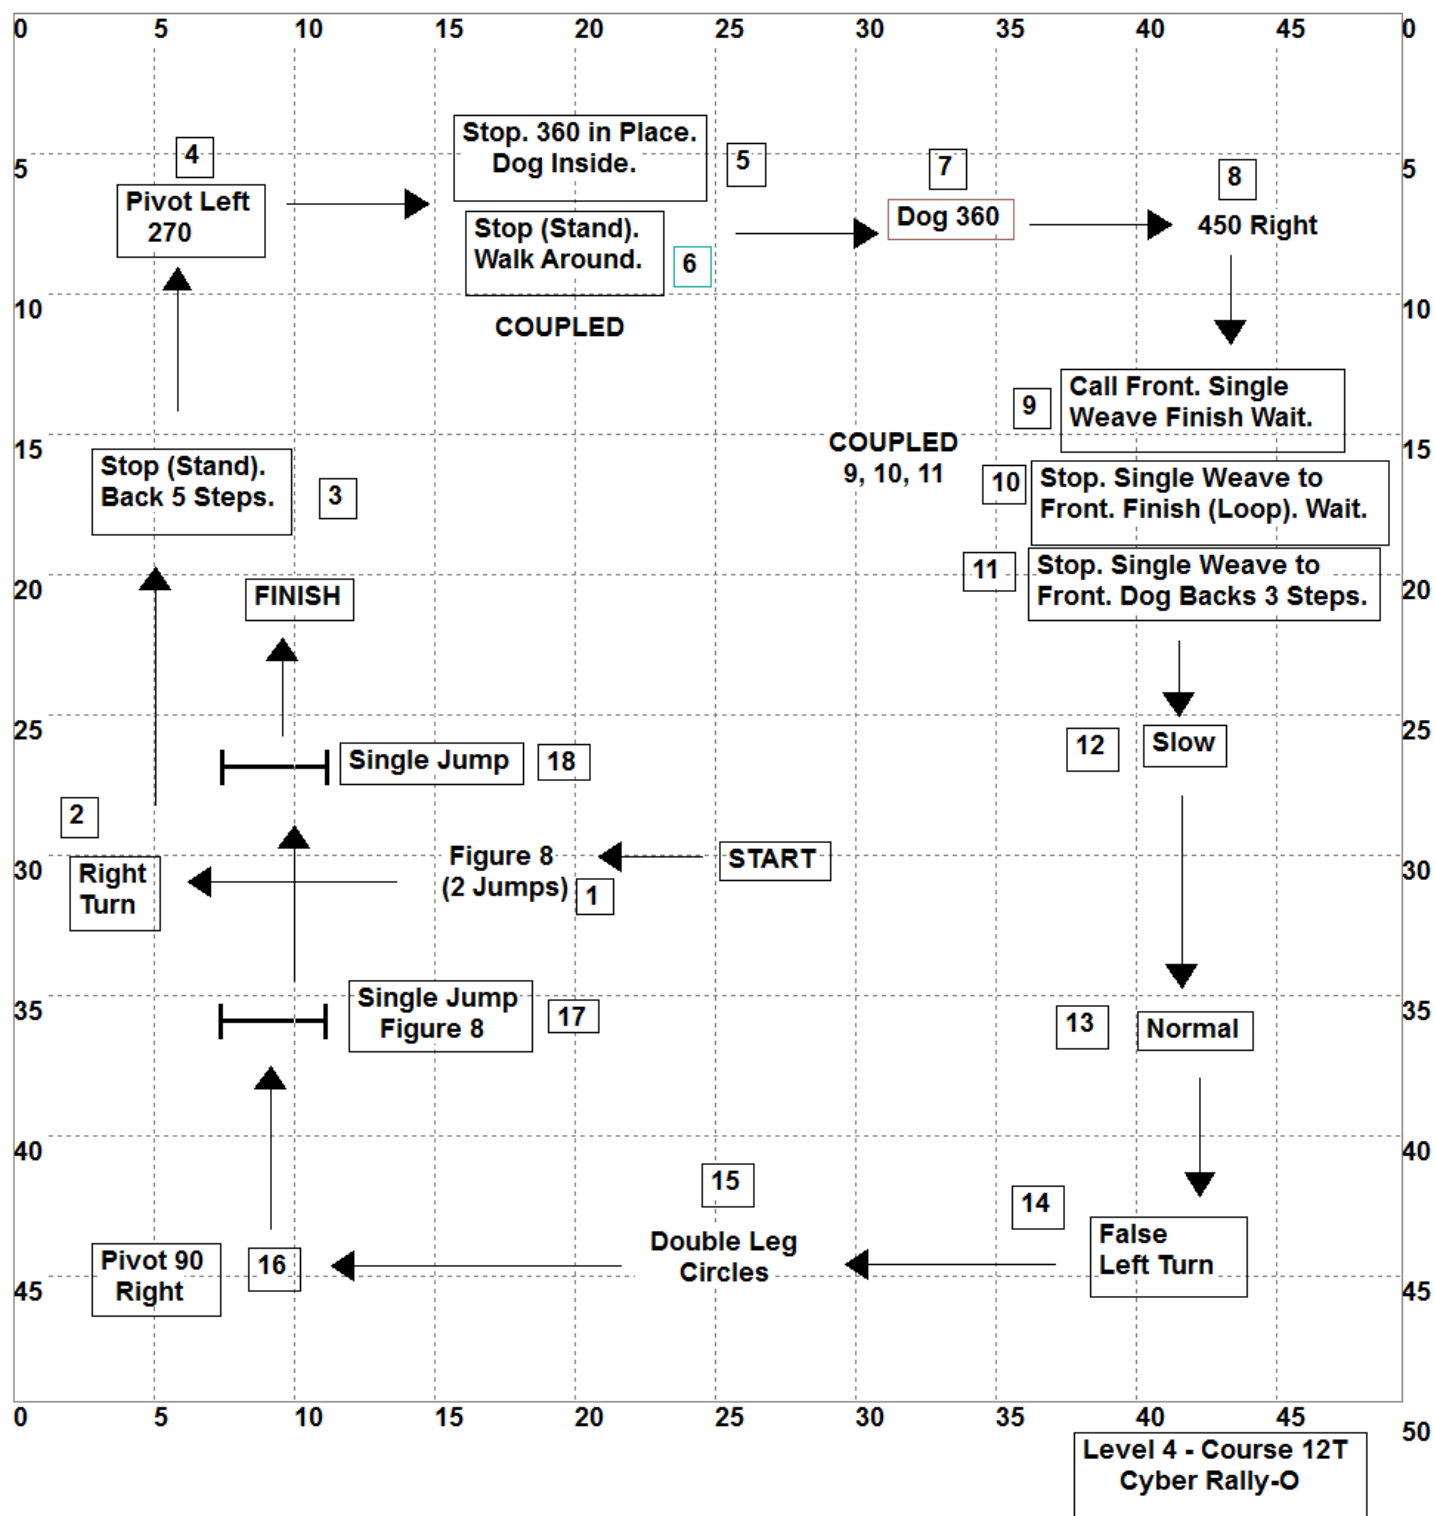 0 5 10 15 20 25 30 35 40 45 0
Stop. 360 in Place.
Dog Inside.
4
5
7
8
5 5
Pivot Left
270
Stop (Stand).
Walk Around.
6
Dog 360
450 Right
10 10
COUPLED
Call Front. Single
Weave Finish Wait.
9
COUPLED
9, 10, 11
15 15
Stop (Stand).
Back 5 Steps.
3
10
Stop. Single Weave to
Front. Finish (Loop). Wait.
11
Stop. Single Weave to
Front. Dog Backs 3 Steps.
20 20
FINISH
25 25
Single Jump
18
12
Slow
2
Figure 8
(2 Jumps)
1
START
30 30
Right
Turn
Single Jump
Figure 8
17
35 35
13
Normal
40 40
15
14
Double Leg
Circles
False
Left Turn
Pivot 90
Right
16
45 45
0 5 10 15 20 25 30 35 40 45 50
Level 4 - Course 12T
Cyber Rally-O